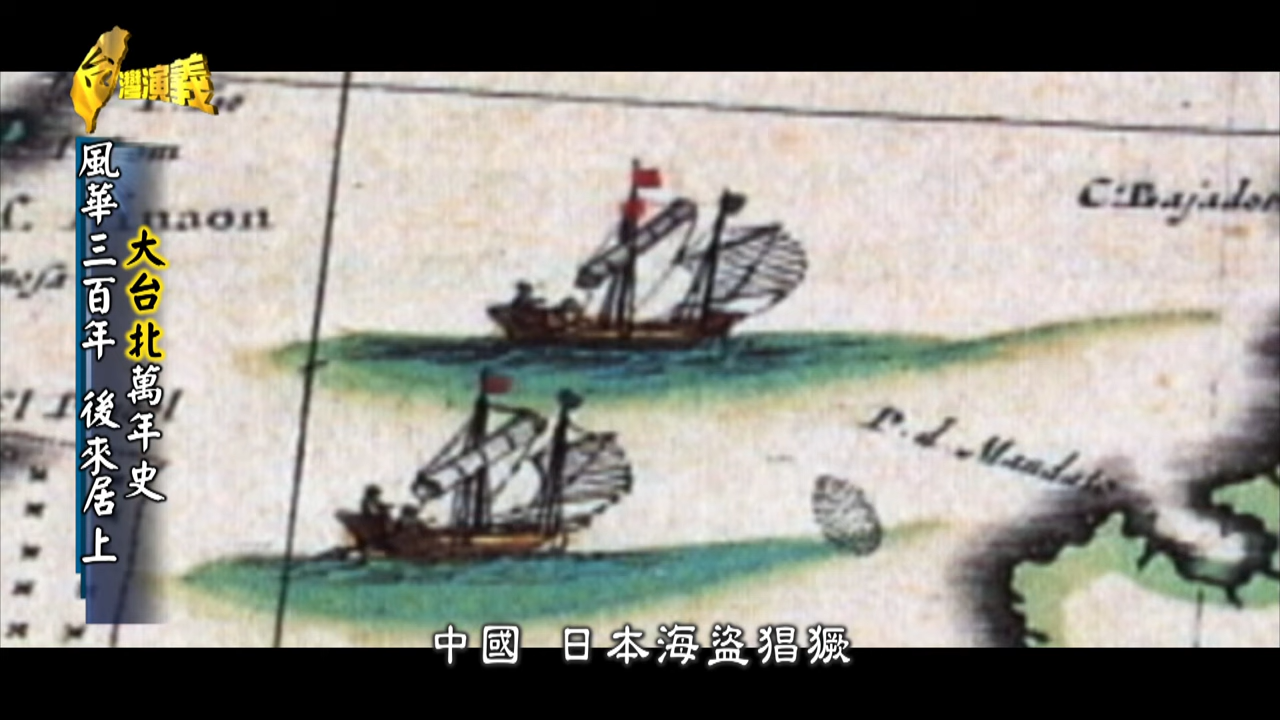 台灣演義
大台北萬年史
風華三百年 後來居上
C. Bajador
P. d Mandato
中國 日本海盜猖獗